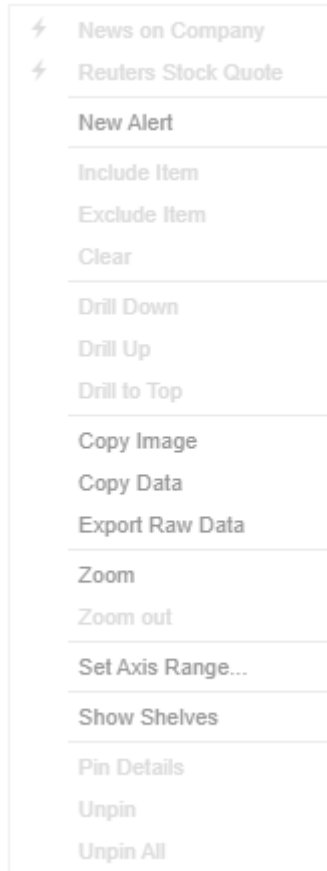 News on Company
Reuters Stock Quote
New Alert
Include Item
Exclude Item
Clear
Drill Down
Drill Up
Drill to Top
Copy Image
Copy Data
Export Raw Data
Zoom
Zoom out
Set Axis Range...
Show Shelves
Pin Details
Unpin
Unpin All